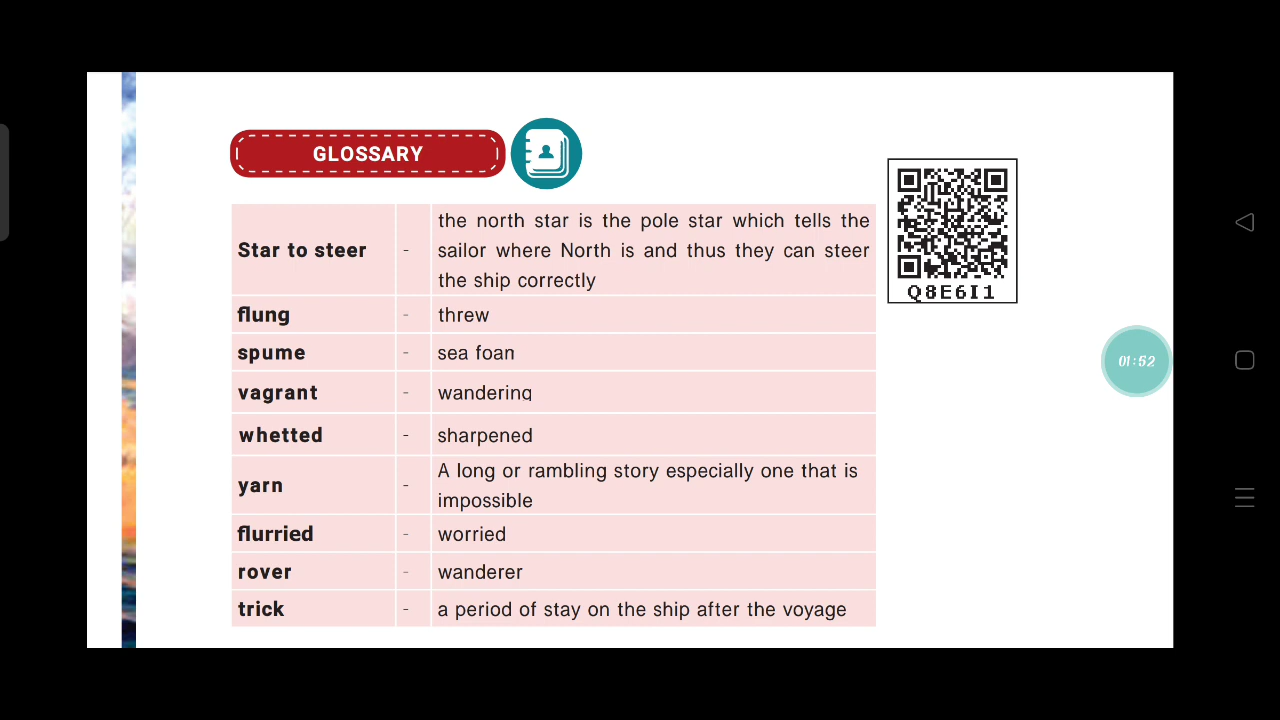 GLOSSARY
Star to steer - the north star is the pole star which tells the
sailor where North is and thus they can steer
the ship correctly
flung - threw
spume - sea foan
vagrant - wandering
whetted - sharpened
yarn - A long or rambling story especially one that is
impossible
flurried - worried
rover - wanderer
trick - a period of stay on the ship after the voyage
Q8E6I1
01:52